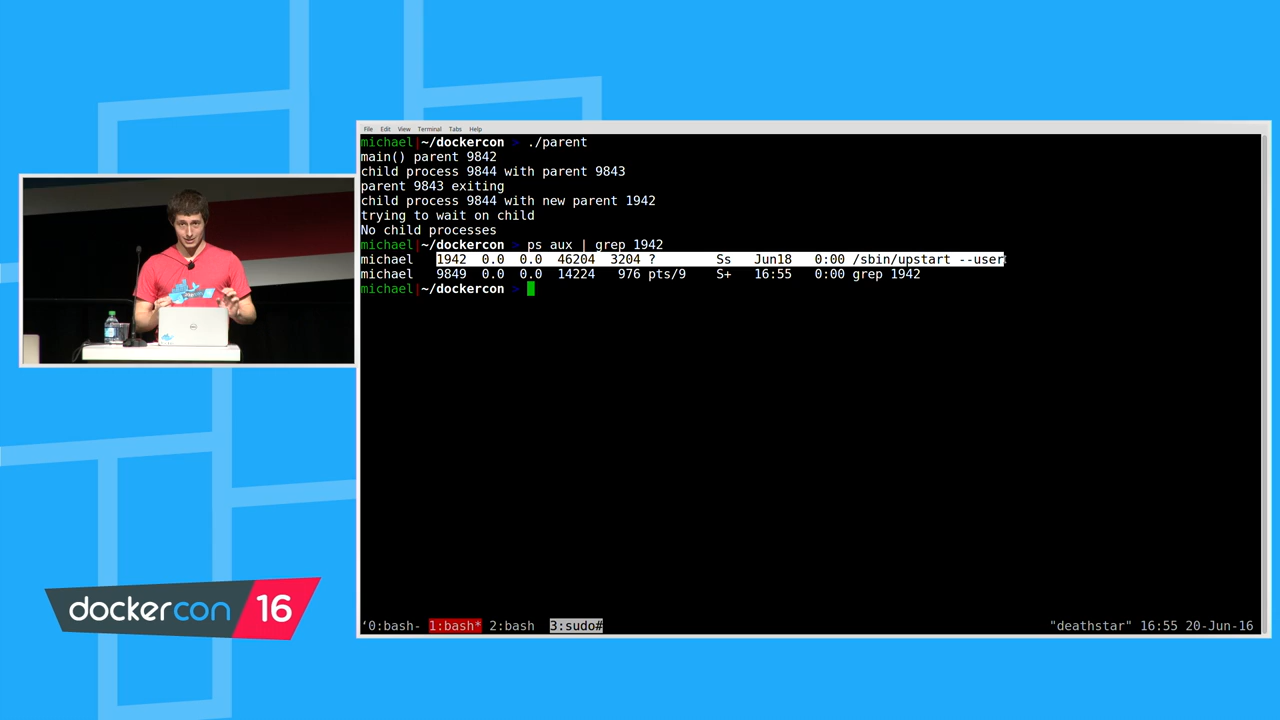 File Edit View Terminal Tabs Help
michael|~/dockercon > ./parent
main() parent 9842
child process 9844 with parent 9843
parent 9843 exiting
child process 9844 with new parent 1942
trying to wait on child
No child processes
michael|~/dockercon > ps aux | grep 1942
michael 1942 0.0 0.0 46204 3204 ? Ss Jun18 0:00 /sbin/upstart --user
michael 9849 0.0 0.0 14224 976 pts/9 S+ 16:55 0:00 grep 1942
michael|~/dockercon >
dockercon 16
‘0:bash- 1:bash* 2:bash 3:sudo# "deathstar" 16:55 20-Jun-16